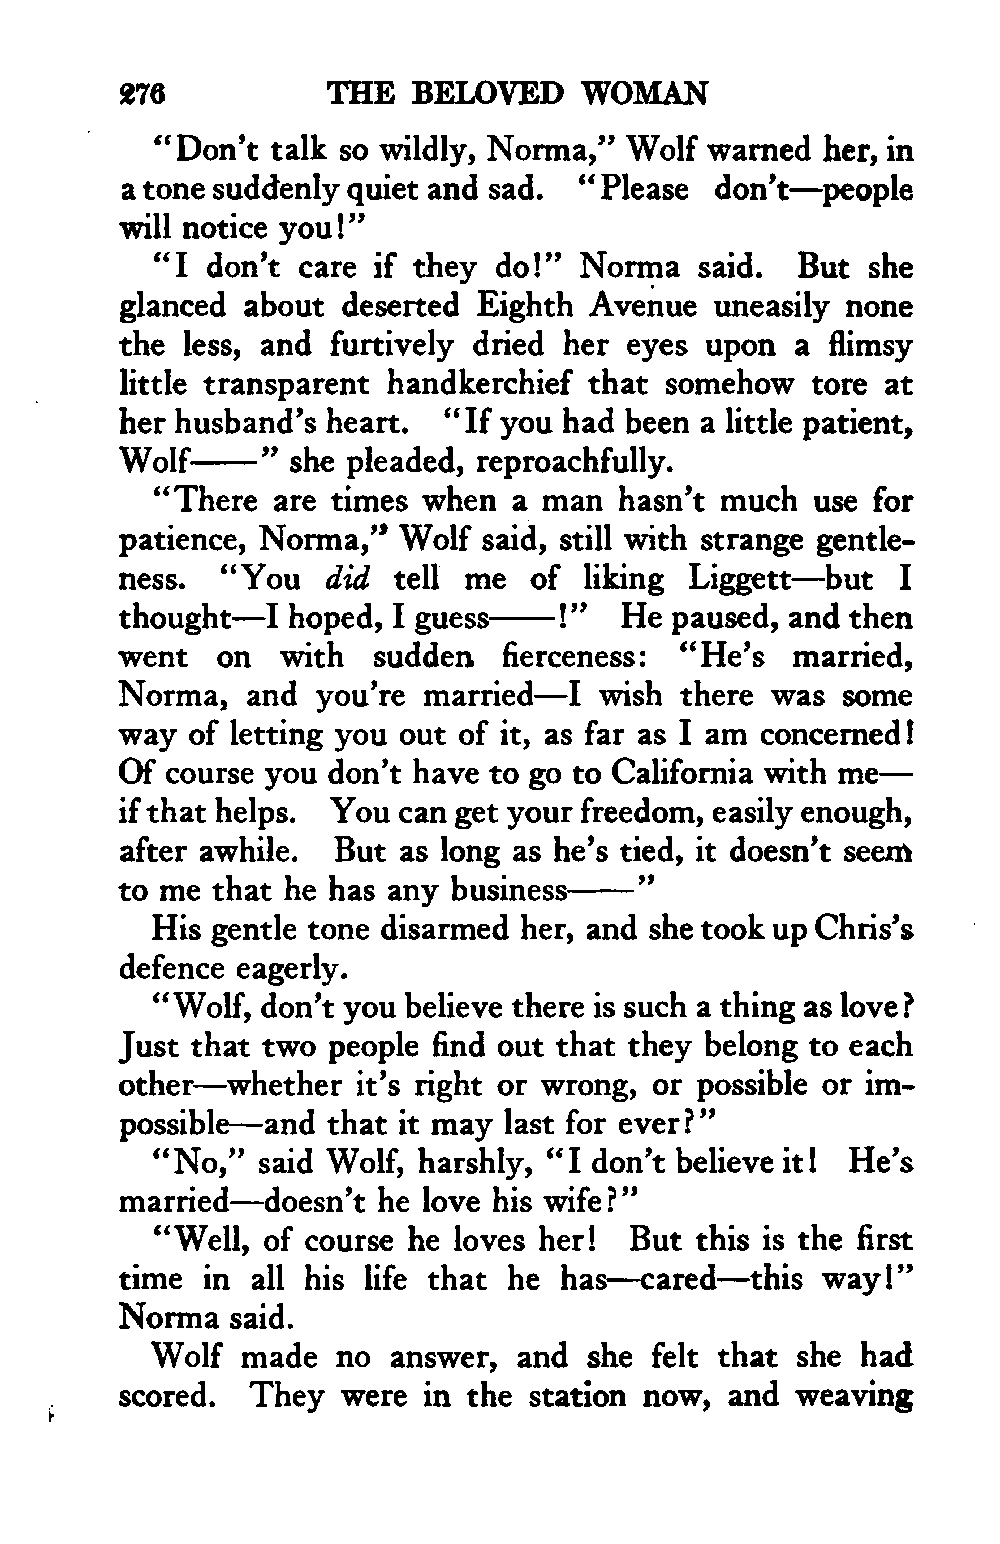 276 THE BELOVED WOMAN
"Don't talk so wildly, Norma," Wolf warned her, in
a tone suddenly quiet and sad. "Please don't—people
will notice you!"
"I don't care if they do!" Norma said. But she
glanced about deserted Eighth Avenue uneasily none
the less, and furtively dried her eyes upon a flimsy
little transparent handkerchief that somehow tore at
her husband's heart. "If you had been a little patient,
Wolf——" she pleaded, reproachfully.
"There are times when a man hasn't much use for
patience, Norma," Wolf said, still with strange gentle-
ness. "You did tell me of liking Liggett—but I
thought—I hoped, I guess——!" He paused, and then
went on with sudden fierceness: "He's married,
Norma, and you're married—I wish there was some
way of letting you out of it, as far as I am concerned!
Of course you don't have to go to California with me—
if that helps. You can get your freedom, easily enough,
after awhile. But as long as he's tied, it doesn't seem
to me that he has any business——"
His gentle tone disarmed her, and she took up Chris's
defence eagerly.
"Wolf, don't you believe there is such a thing as love?
Just that two people find out that they belong to each
other—whether it's right or wrong, or possible or im-
possible—and that it may last for ever?"
"No," said Wolf, harshly, "I don't believe it! He's
married—doesn't he love his wife?"
"Well, of course he loves her! But this is the first
time in all his life that he has—cared—this way!"
Norma said.
Wolf made no answer, and she felt that she had
scored. They were in the station now, and weaving